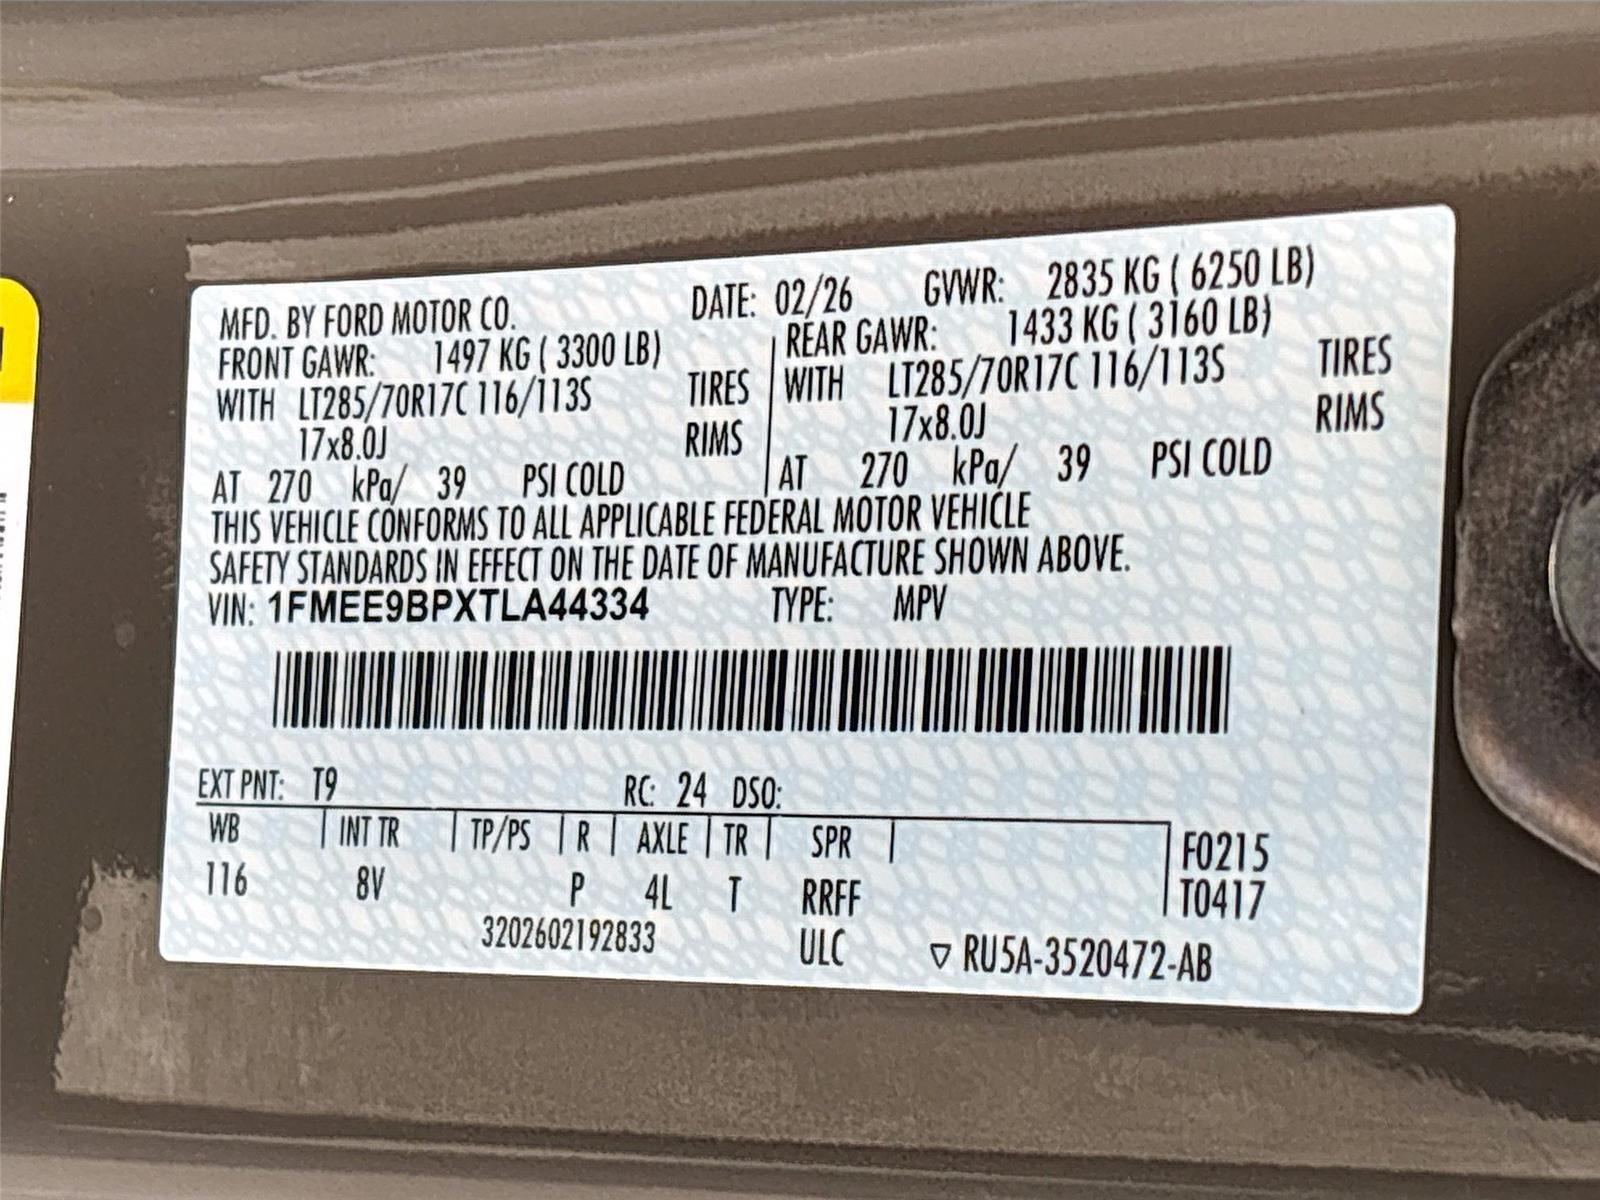 MFD. BY FORD MOTOR CO. DATE: 02/26 GVWR: 2835 KG ( 6250 LB)
FRONT GAWR: 1497 KG ( 3300 LB) REAR GAWR: 1433 KG ( 3160 LB)
WITH LT285/70R17C 116/113S TIRES WITH LT285/70R17C 116/113S TIRES
17x8.0J RIMS 17x8.0J RIMS
AT 270 kPa/ 39 PSI COLD AT 270 kPa/ 39 PSI COLD
THIS VEHICLE CONFORMS TO ALL APPLICABLE FEDERAL MOTOR VEHICLE
SAFETY STANDARDS IN EFFECT ON THE DATE OF MANUFACTURE SHOWN ABOVE.
VIN: 1FMEE9BPXTLA44334 TYPE: MPV
EXT PNT: T9 RC: 24 DSO:
WB INT TR TP/PS R AXLE TR SPR F0215
116 8V P 4L T RRFF T0417
3202602192833 ULC ▽ RU5A-3520472-AB